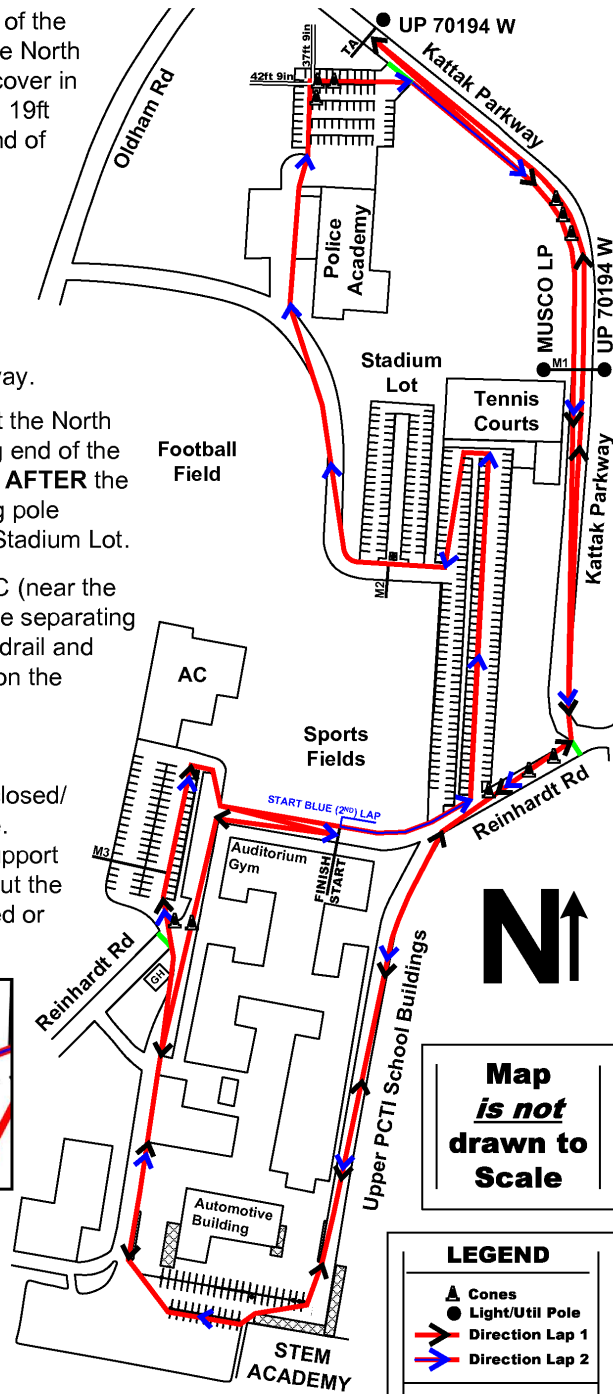 of the
e North
cover in
19ft
nd of
UP 70194 W
TA
37ft 9in
42ft 9in
Kattak Parkway
Oldham Rd
Police
Academy
MUSCO LP
UP 70194 W
M1
way.
t the North
g end of the
AFTER the
g pole
Stadium Lot.
Stadium
Lot
Tennis
Courts
Football
Field
Kattak Parkway
M2
C (near the
e separating
drail and
on the
AC
Sports
Fields
losed/
e.
upport
ut the
ed or
START BLUE (2ND) LAP
Reinhardt Rd
Auditorium
Gym
FINISH
START
M3
N
Reinhardt Rd
GH
Upper PCTI School Buildings
Map
is not
drawn to
Scale
Automotive
Building
LEGEND
Cones
Light/Util Pole
Direction Lap 1
Direction Lap 2
STEM
ACADEMY